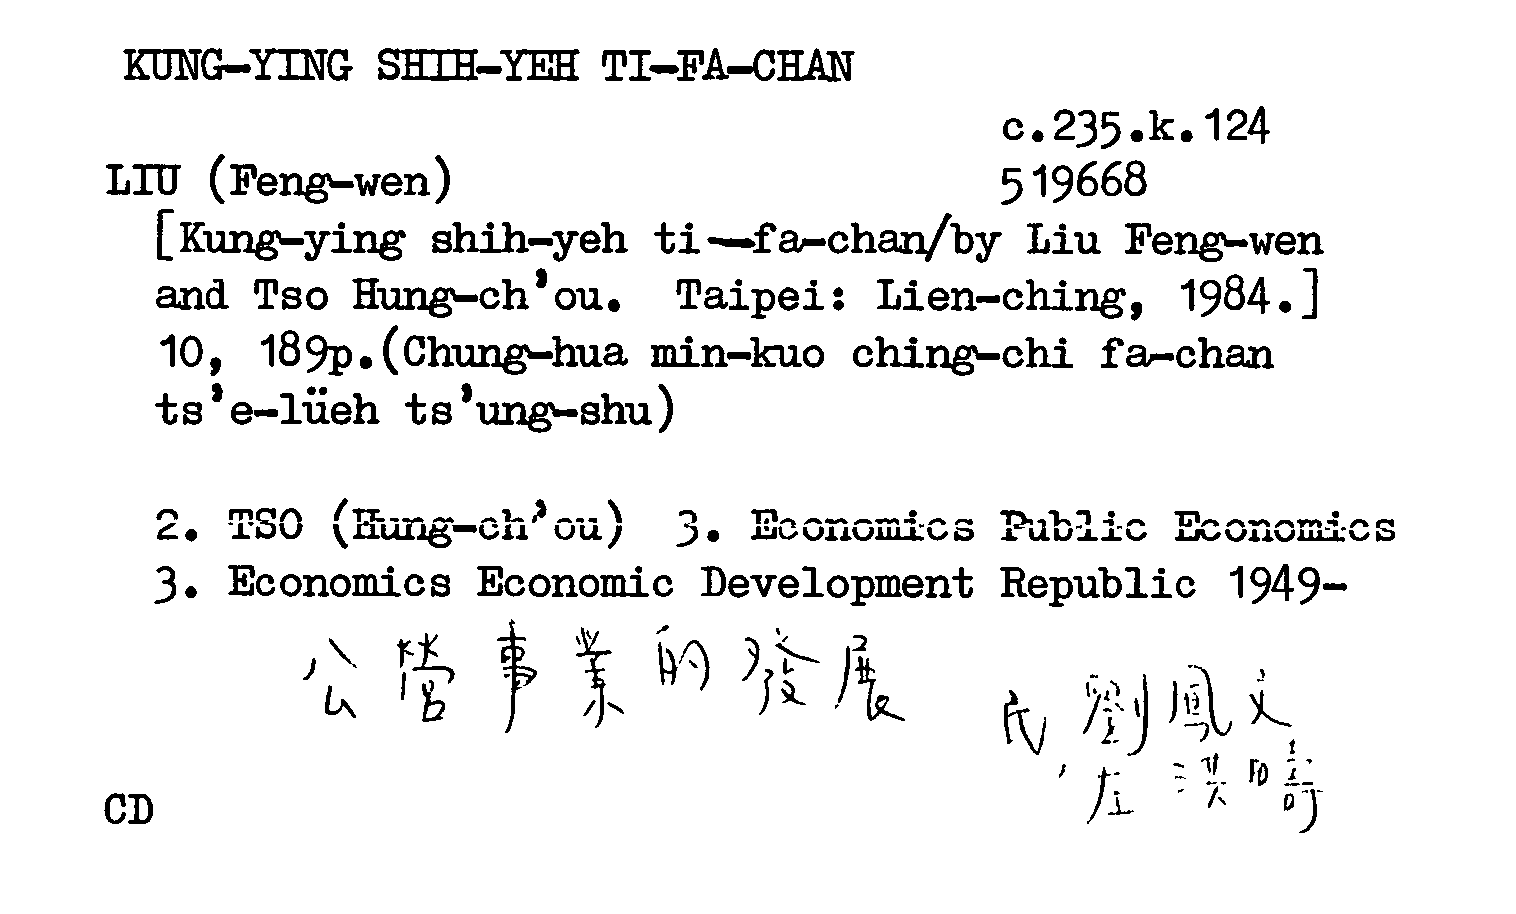 KUNG-YING SHIH-YEH TI-FA-CHAN
c.235.k.124
LIU (Feng-wen) 519668
[Kung-ying shih-yeh ti-fa-chan/by Liu Feng-wen
and Tso Hung-ch'ou. Taipei: Lien-ching, 1984.]
10, 189p.(Chung-hua min-kuo ching-chi fa-chan
ts'e-lüeh ts'ung-shu)
2. TSO (Hung-ch'ou) 3. Economics Public Economics
3. Economics Economic Development Republic 1949-
公營事業的發展
民 劉鳳文
左洪疇
CD